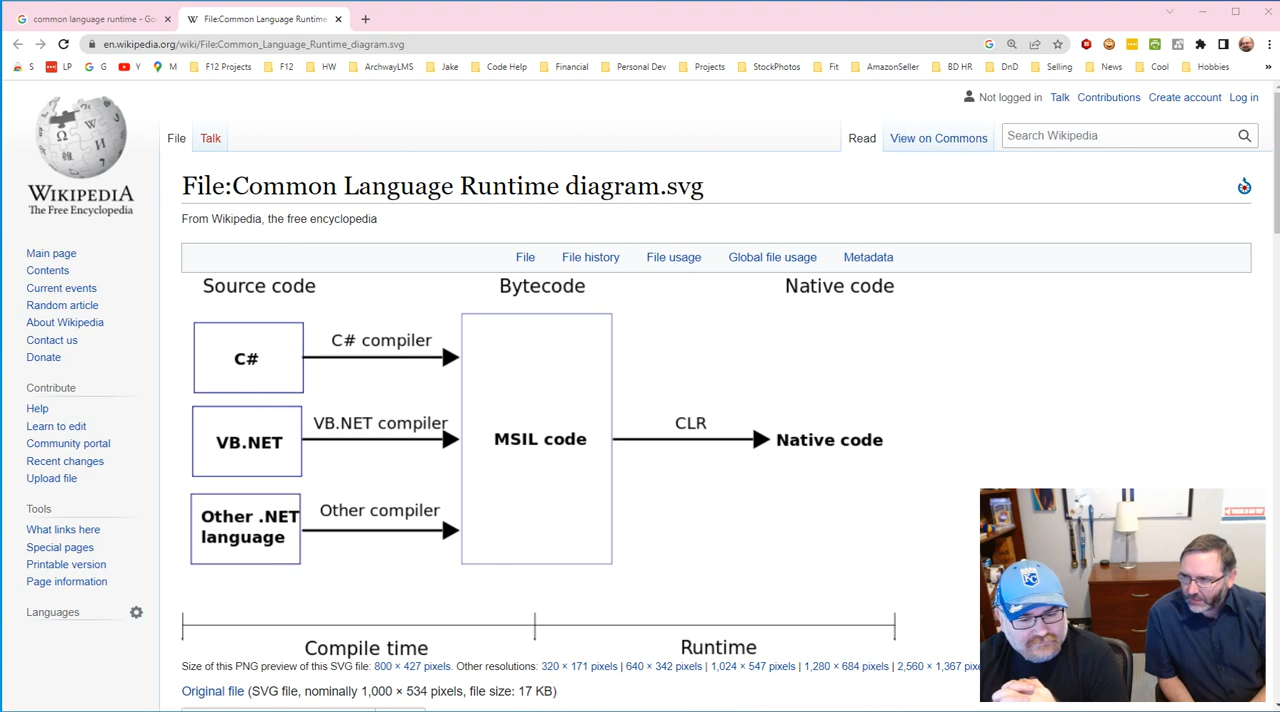 common language runtime - Go
File:Common Language Runtime
en.wikipedia.org/wiki/File:Common_Language_Runtime_diagram.svg
S LP G Y M F12 Projects F12 HW ArchwayLMS Jake Code Help Financial Personal Dev Projects StockPhotos Fit AmazonSeller BD HR DnD Selling News Cool Hobbies »
Not logged in Talk Contributions Create account Log in
File Talk Read View on Commons Search Wikipedia
WIKIPEDIA
The Free Encyclopedia
File:Common Language Runtime diagram.svg
From Wikipedia, the free encyclopedia
File File history File usage Global file usage Metadata
Main page
Contents
Current events
Random article
About Wikipedia
Contact us
Donate
Contribute
Help
Learn to edit
Community portal
Recent changes
Upload file
Tools
What links here
Special pages
Printable version
Page information
Languages
Source code Bytecode Native code
C# C# compiler
VB.NET VB.NET compiler MSIL code CLR Native code
Other .NET
language
Other compiler
Compile time Runtime
Size of this PNG preview of this SVG file: 800 × 427 pixels. Other resolutions: 320 × 171 pixels | 640 × 342 pixels | 1,024 × 547 pixels | 1,280 × 684 pixels | 2,560 × 1,367 pixe
Original file (SVG file, nominally 1,000 × 534 pixels, file size: 17 KB)
KC